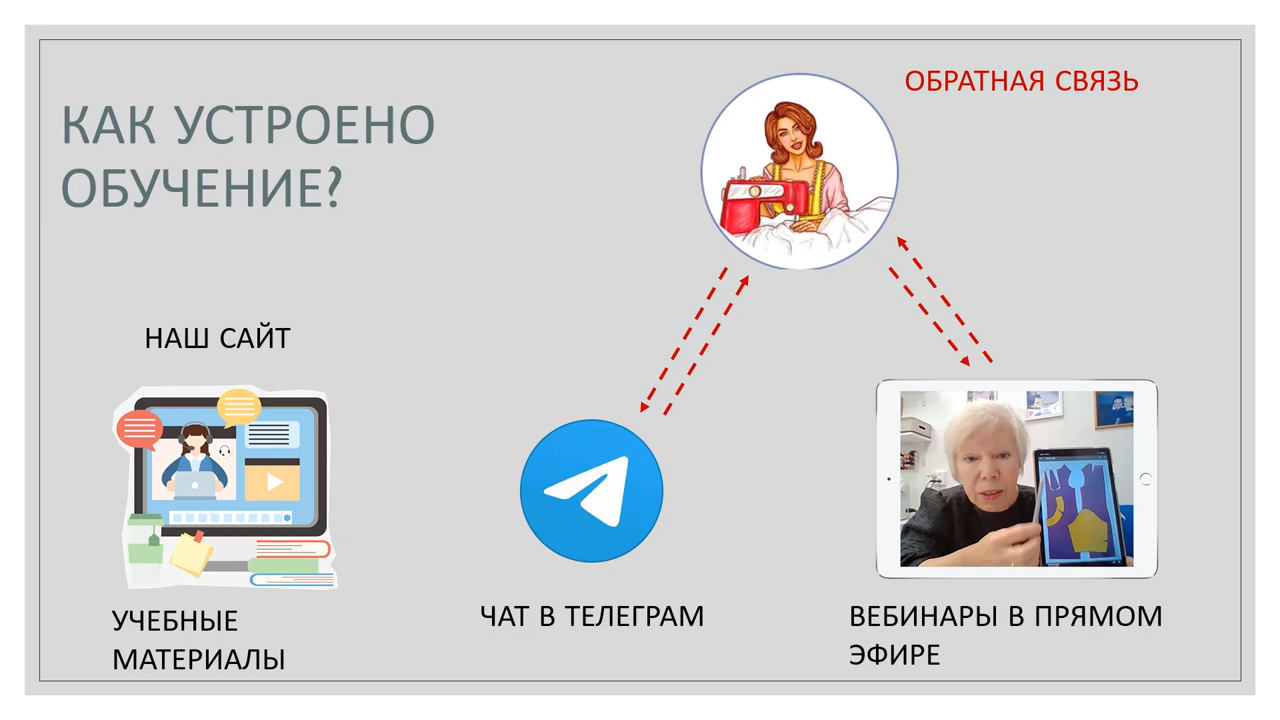 КАК УСТРОЕНО
ОБУЧЕНИЕ?
ОБРАТНАЯ СВЯЗЬ
НАШ САЙТ
УЧЕБНЫЕ
МАТЕРИАЛЫ
ЧАТ В ТЕЛЕГРАМ
ВЕБИНАРЫ В ПРЯМОМ
ЭФИРЕ